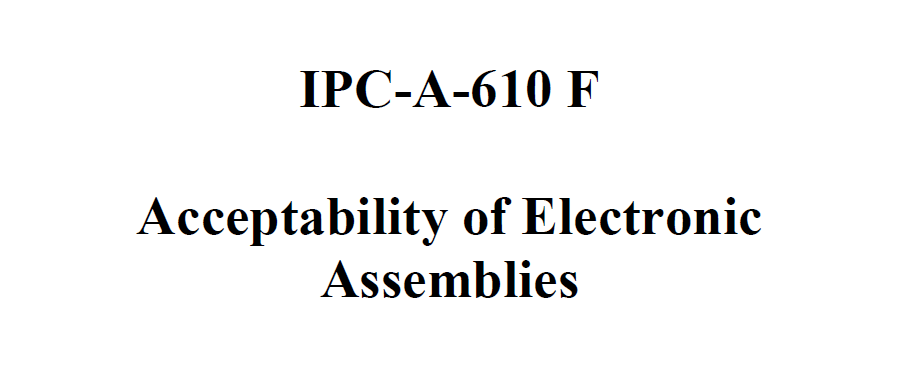 IPC-A-610 F
Acceptability of Electronic
Assemblies